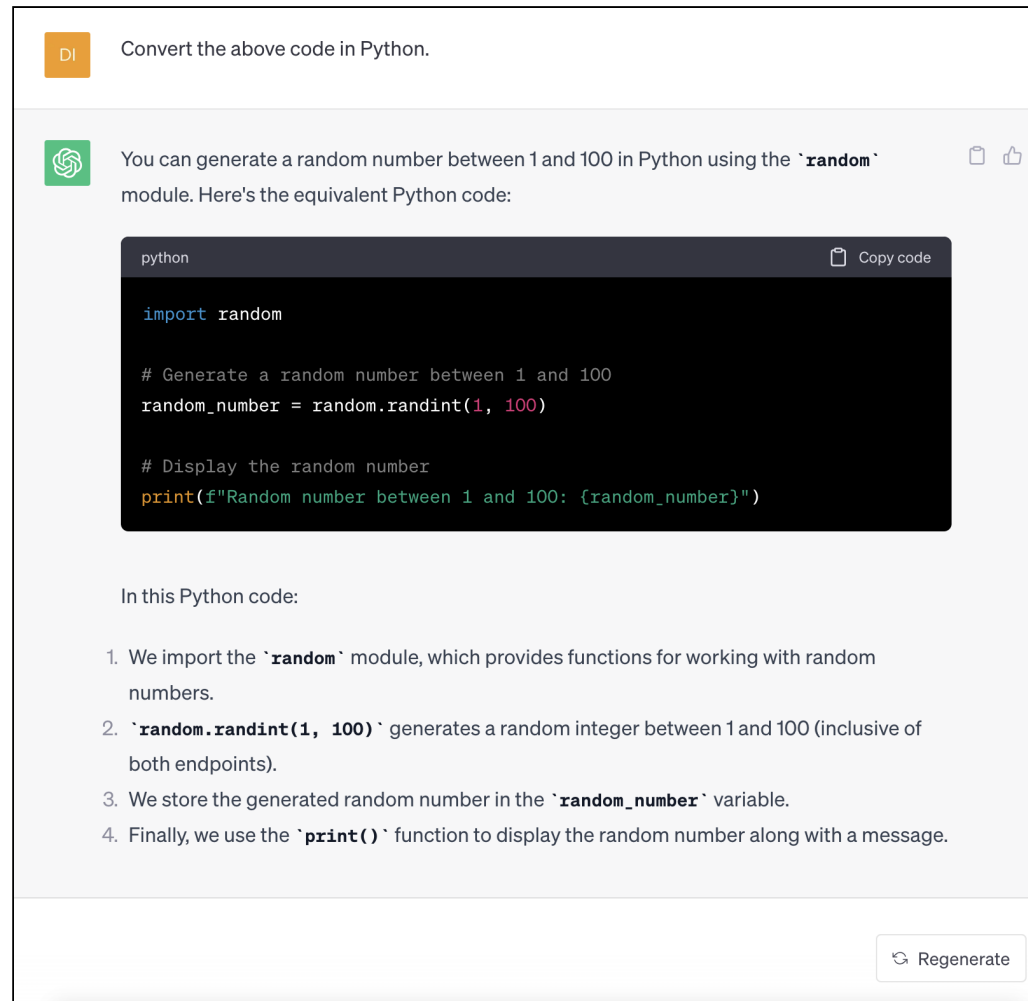 DI
Convert the above code in Python.
You can generate a random number between 1 and 100 in Python using the `random`
module. Here's the equivalent Python code:
python
Copy code
import random
# Generate a random number between 1 and 100
random_number = random.randint(1, 100)
# Display the random number
print(f"Random number between 1 and 100: {random_number}")
In this Python code:
1. We import the `random` module, which provides functions for working with random
numbers.
2. `random.randint(1, 100)` generates a random integer between 1 and 100 (inclusive of
both endpoints).
3. We store the generated random number in the `random_number` variable.
4. Finally, we use the `print()` function to display the random number along with a message.
Regenerate